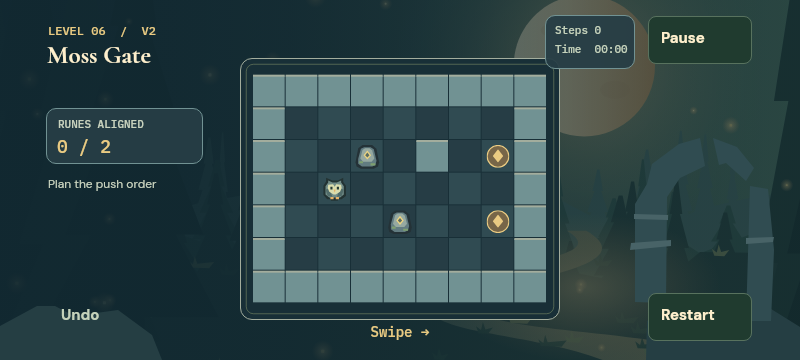 LEVEL 06 / V2
Moss Gate
Steps 0
Time 00:00
Pause
RUNES ALIGNED
0 / 2
Plan the push order
Undo
Restart
Swipe →